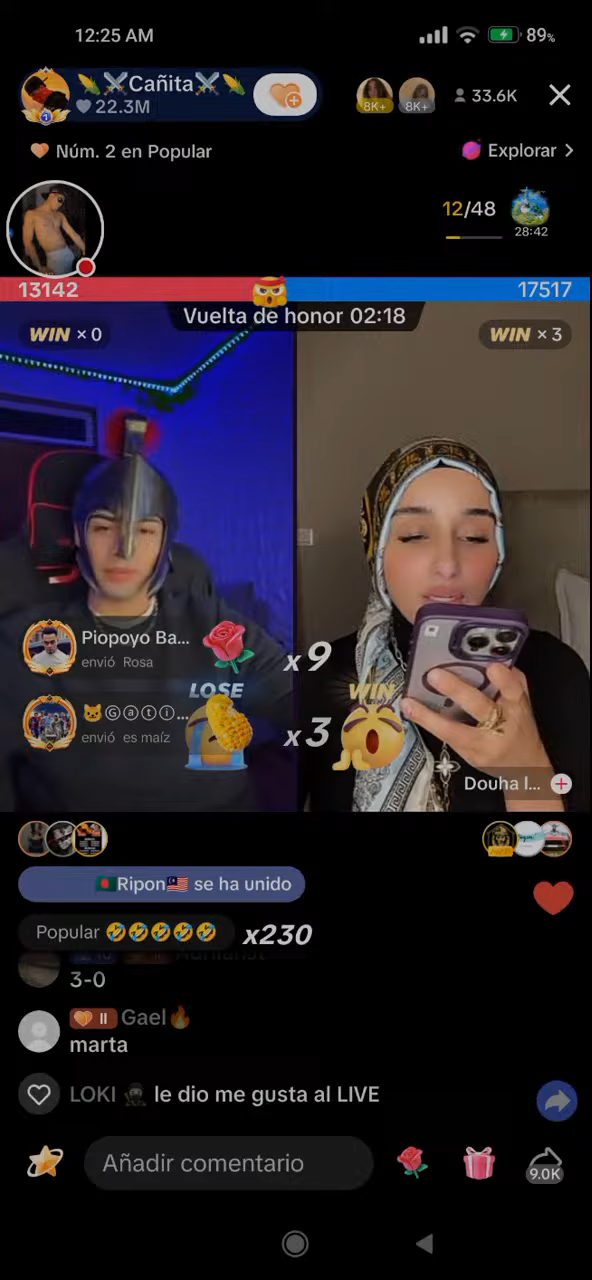 12:25 AM
89%
🌽⚔️Cañita⚔️🌽
22.3M
8K+
8K+
33.6K
Núm. 2 en Popular
Explorar
12/48
28:42
13142
17517
Vuelta de honor 02:18
WIN × 0
WIN × 3
Piopoyo Ba...
envió Rosa
x9
LOSE
WIN
🐱Ⓖⓐⓣⓘ...
envió es maíz
x3
Douha l...
🇧🇩Ripon🇲🇾 se ha unido
Popular 🤣🤣🤣🤣🤣 x230
3-0
II Gael🔥
marta
LOKI 🥷 le dio me gusta al LIVE
Añadir comentario
9.0K